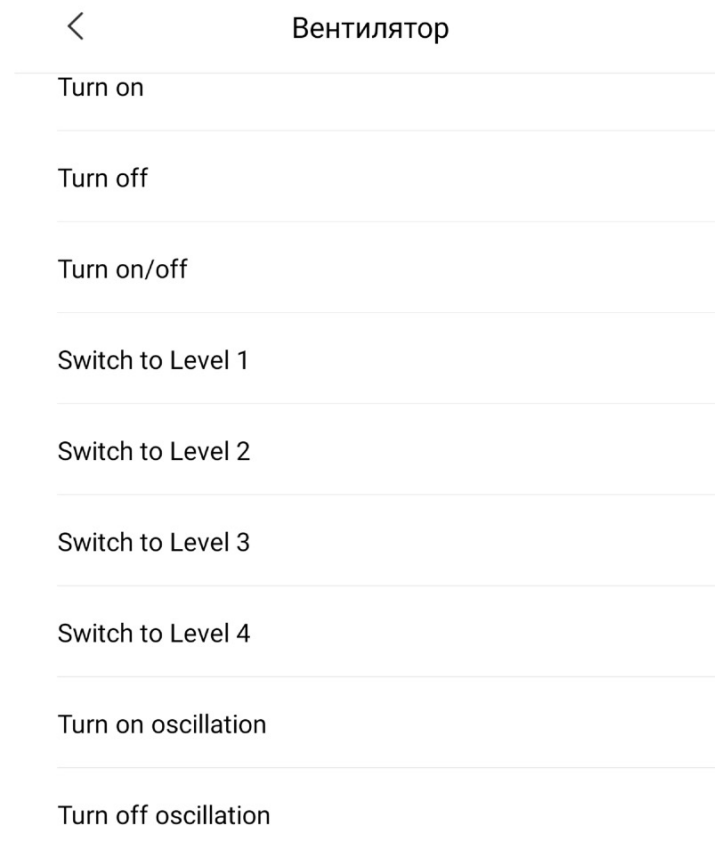 Вентилятор
Turn on
Turn off
Turn on/off
Switch to Level 1
Switch to Level 2
Switch to Level 3
Switch to Level 4
Turn on oscillation
Turn off oscillation